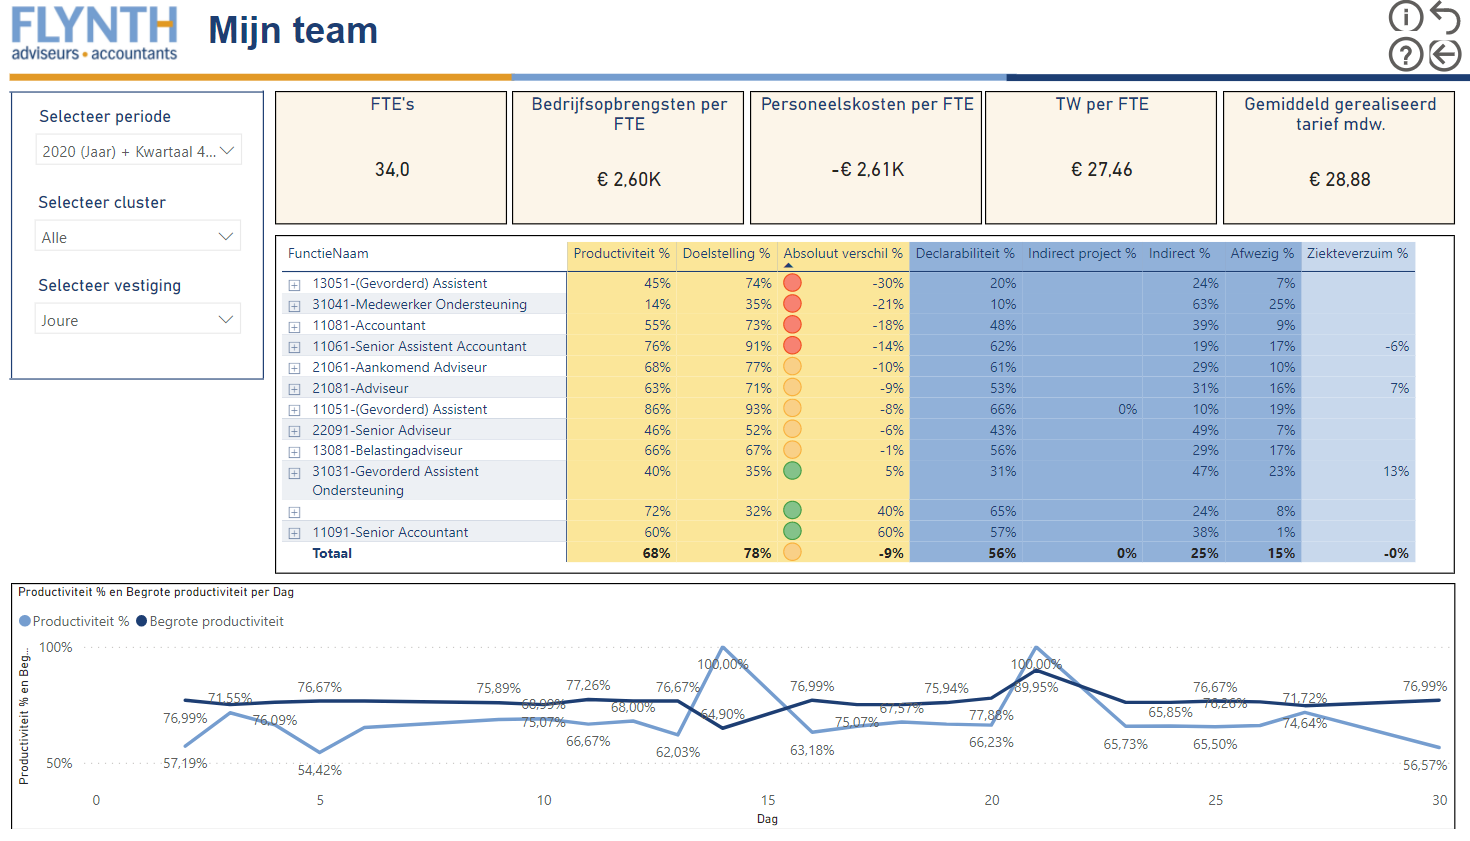 FLYNTH
adviseurs • accountants
Mijn team
Selecteer periode
2020 (Jaar) + Kwartaal 4...
Selecteer cluster
Alle
Selecteer vestiging
Joure
FTE's
34,0
Bedrijfsopbrengsten per
FTE
€ 2,60K
Personeelskosten per FTE
-€ 2,61K
TW per FTE
€ 27,46
Gemiddeld gerealiseerd
tarief mdw.
€ 28,88
FunctieNaam Productiviteit % Doelstelling % Absoluut verschil % Declarabiliteit % Indirect project % Indirect % Afwezig % Ziekteverzuim %
13051-(Gevorderd) Assistent 45% 74% -30% 20% 24% 7%
31041-Medewerker Ondersteuning 14% 35% -21% 10% 63% 25%
11081-Accountant 55% 73% -18% 48% 39% 9%
11061-Senior Assistent Accountant 76% 91% -14% 62% 19% 17% -6%
21061-Aankomend Adviseur 68% 77% -10% 61% 29% 10%
21081-Adviseur 63% 71% -9% 53% 31% 16% 7%
11051-(Gevorderd) Assistent 86% 93% -8% 66% 0% 10% 19%
22091-Senior Adviseur 46% 52% -6% 43% 49% 7%
13081-Belastingadviseur 66% 67% -1% 56% 29% 17%
31031-Gevorderd Assistent 40% 35% 5% 31% 47% 23% 13%
Ondersteuning
72% 32% 40% 65% 24% 8%
11091-Senior Accountant 60% 60% 57% 38% 1%
Totaal 68% 78% -9% 56% 0% 25% 15% -0%
Productiviteit % en Begrote productiviteit per Dag
Productiviteit % Begrote productiviteit
Productiviteit % en Beg...
100%
50%
76,99% 71,55% 76,09% 76,67% 75,89% 68,99% 75,07% 77,26% 68,00% 76,67% 100,00% 64,90% 76,99% 75,07% 67,57% 75,94% 77,88% 100,00% 89,95% 65,85% 76,67% 76,26% 71,72% 74,64% 76,99%
57,19% 54,42% 66,67% 62,03% 63,18% 66,23% 65,73% 65,50% 56,57%
0 5 10 15 20 25 30
Dag